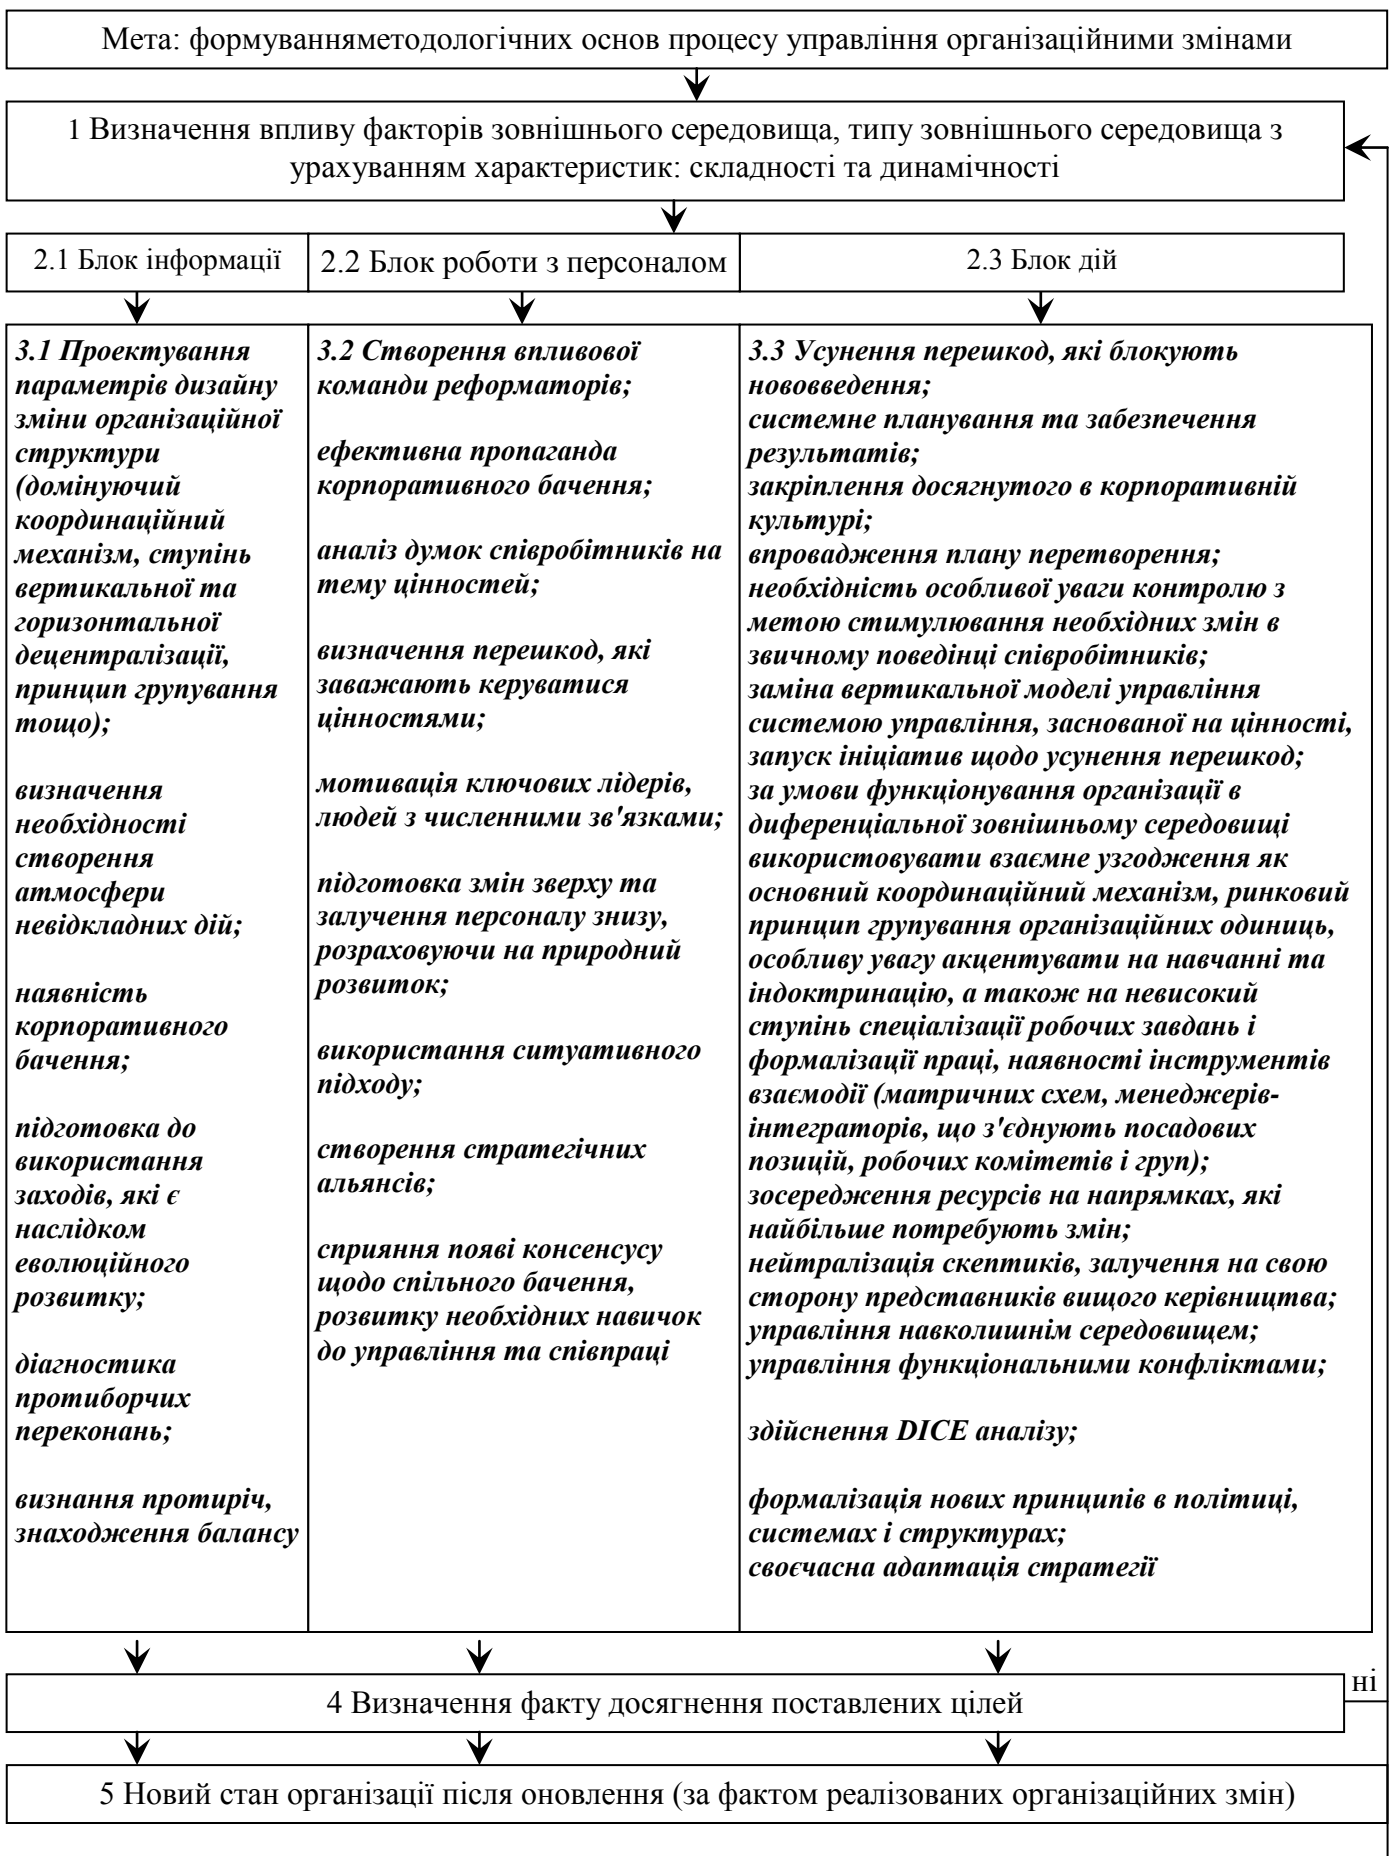 Мета: формуванняметодологічних основ процесу управління організаційними змінами
1 Визначення впливу факторів зовнішнього середовища, типу зовнішнього середовища з
урахуванням характеристик: складності та динамічності
2.1 Блок інформації
2.2 Блок роботи з персоналом
2.3 Блок дій
3.1 Проектування
параметрів дизайну
зміни організаційної
структури
(домінуючий
координаційний
механізм, ступінь
вертикальної та
горизонтальної
децентралізації,
принцип групування
тощо);
визначення
необхідності
створення
атмосфери
невідкладних дій;
наявність
корпоративного
бачення;
підготовка до
використання
заходів, які є
наслідком
еволюційного
розвитку;
діагностика
протиборчих
переконань;
визнання протиріч,
знаходження балансу
3.2 Створення впливової
команди реформаторів;
ефективна пропаганда
корпоративного бачення;
аналіз думок співробітників на
тему цінностей;
визначення перешкод, які
заважають керуватися
цінностями;
мотивація ключових лідерів,
людей з численними зв'язками;
підготовка змін зверху та
залучення персоналу знизу,
розраховуючи на природний
розвиток;
використання ситуативного
підходу;
створення стратегічних
альянсів;
сприяння появі консенсусу
щодо спільного бачення,
розвитку необхідних навичок
до управління та співпраці
3.3 Усунення перешкод, які блокують
нововведення;
системне планування та забезпечення
результатів;
закріплення досягнутого в корпоративній
культурі;
впровадження плану перетворення;
необхідність особливої уваги контролю з
метою стимулювання необхідних змін в
звичному поведінці співробітників;
заміна вертикальної моделі управління
системою управління, заснованої на цінності,
запуск ініціатив щодо усунення перешкод;
за умови функціонування організації в
диференціальної зовнішньому середовищі
використовувати взаємне узгодження як
основний координаційний механізм, ринковий
принцип групування організаційних одиниць,
особливу увагу акцентувати на навчанні та
індоктринацію, а також на невисокий
ступінь спеціалізації робочих завдань і
формалізації праці, наявності інструментів
взаємодії (матричних схем, менеджерів-
інтеграторів, що з'єднують посадових
позицій, робочих комітетів і груп);
зосередження ресурсів на напрямках, які
найбільше потребують змін;
нейтралізація скептиків, залучення на свою
сторону представників вищого керівництва;
управління навколишнім середовищем;
управління функціональними конфліктами;
здійснення DICE аналізу;
формалізація нових принципів в політиці,
системах і структурах;
своєчасна адаптація стратегії
4 Визначення факту досягнення поставлених цілей
ні
5 Новий стан організації після оновлення (за фактом реалізованих організаційних змін)